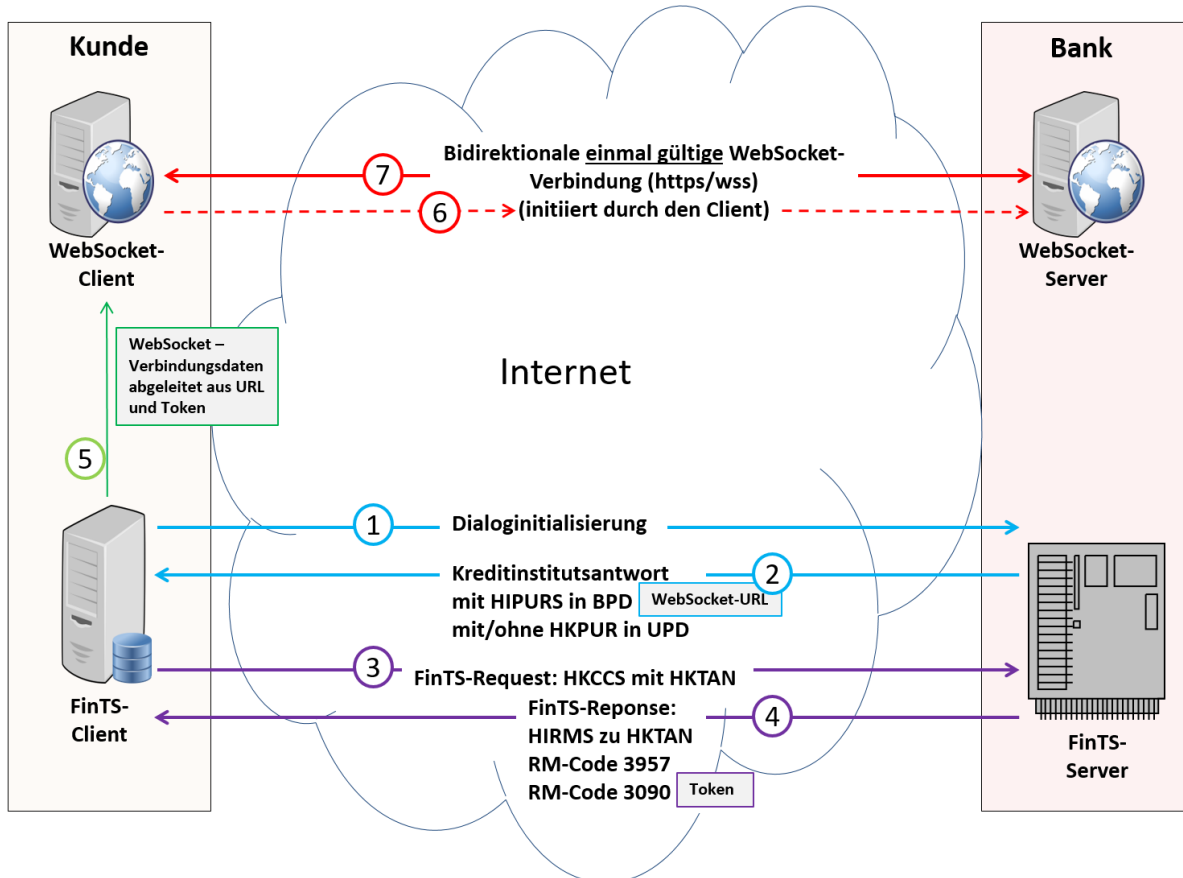 Kunde
Bank
Bidirektionale einmal gültige WebSocket-
Verbindung (https/wss)
(initiiert durch den Client)
7
6
WebSocket-
Client
WebSocket-
Server
WebSocket –
Verbindungsdaten
abgeleitet aus URL
und Token
Internet
5
1
Dialoginitialisierung
2
Kreditinstitutsantwort
mit HIPURS in BPD
WebSocket-URL
mit/ohne HKPUR in UPD
3
FinTS-Request: HKCCS mit HKTAN
4
FinTS-Reponse:
HIRMS zu HKTAN
RM-Code 3957
RM-Code 3090
Token
FinTS-
Client
FinTS-
Server